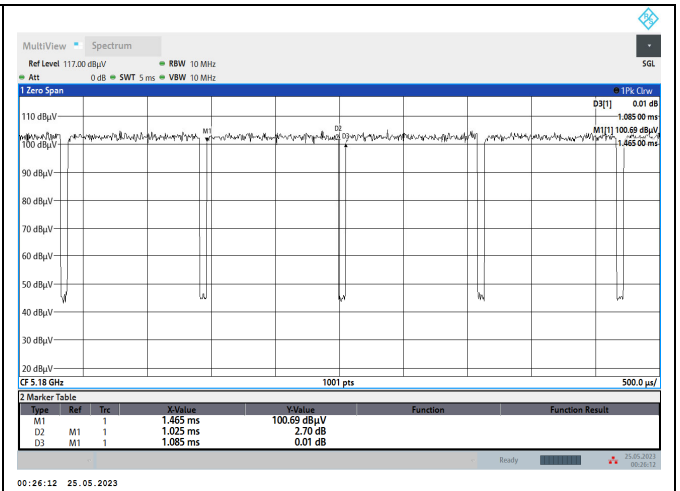 R&S
MultiView Spectrum
Ref Level 117.00 dBµV RBW 10 MHz SGL
Att 0 dB SWT 5 ms VBW 10 MHz
1 Zero Span 1Pk Clrw
D3[1] 0.01 dB
1.085 00 ms
M1[1] 100.69 dBµV
1.465 00 ms
110 dBµV
M1
D2
D3
100 dBµV
90 dBµV
80 dBµV
70 dBµV
60 dBµV
50 dBµV
40 dBµV
30 dBµV
20 dBµV
CF 5.18 GHz 1001 pts 500.0 µs/
2 Marker Table
Type Ref Trc X-Value Y-Value Function Function Result
M1 1 1.465 ms 100.69 dBµV
D2 M1 1 1.025 ms 2.70 dB
D3 M1 1 1.085 ms 0.01 dB
Ready 25.05.2023
00:26:12
00:26:12 25.05.2023